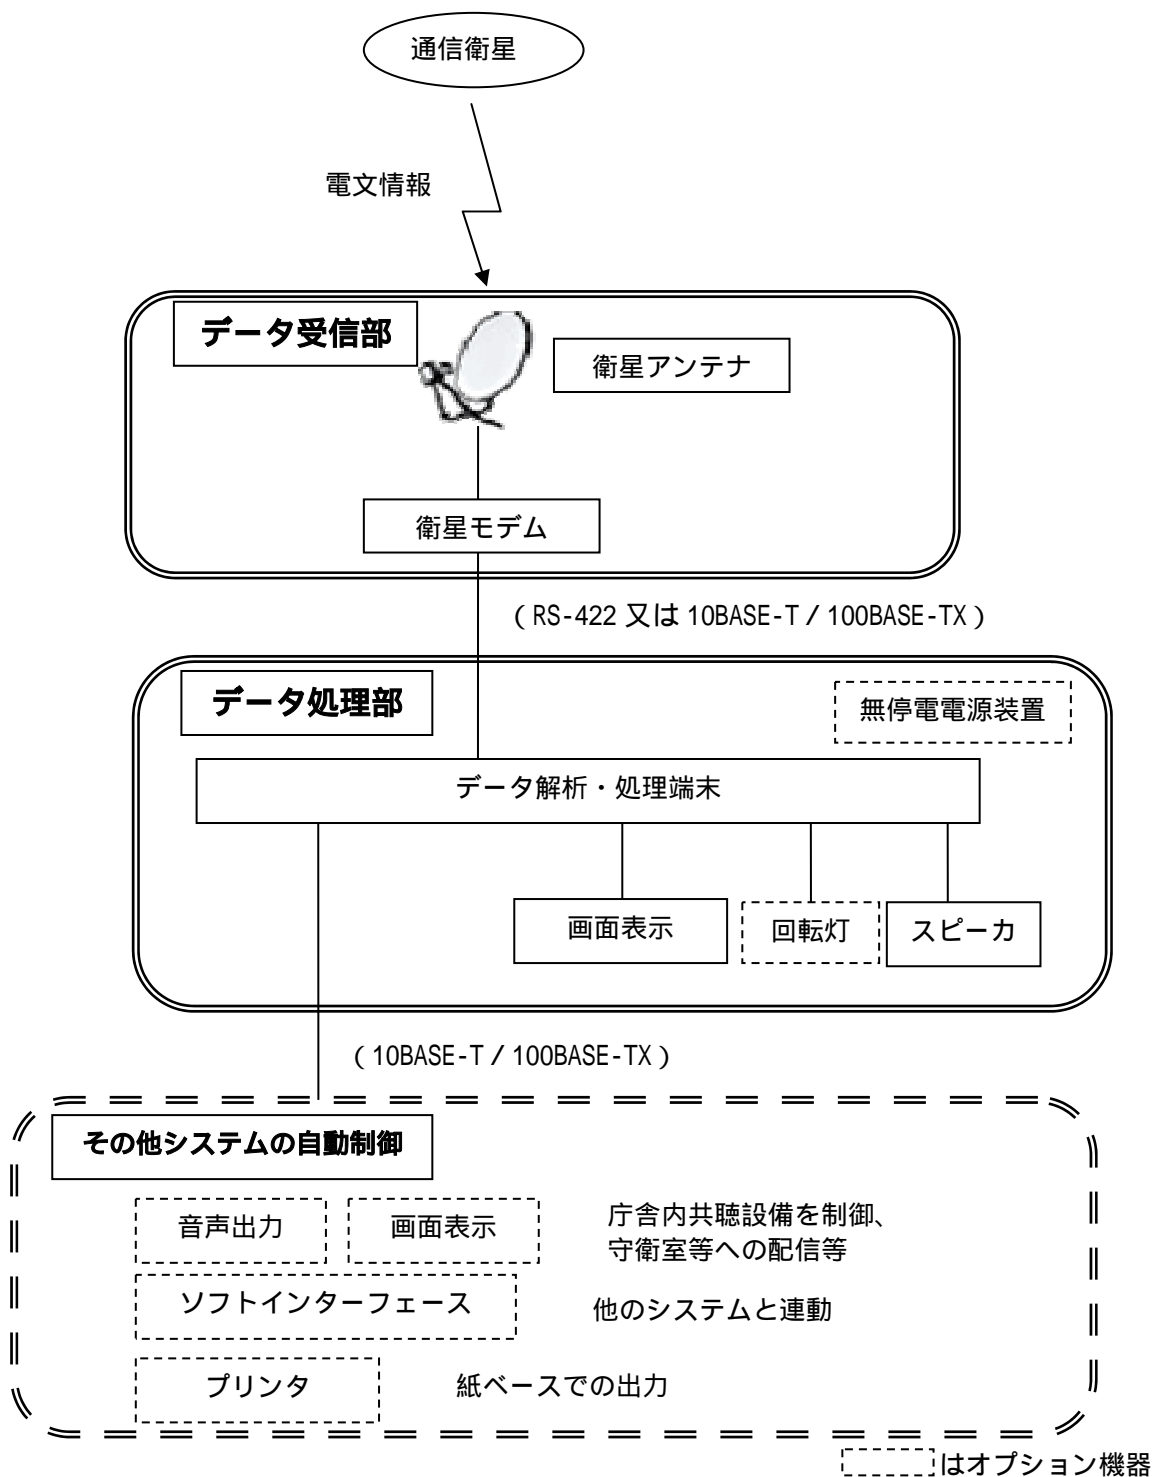 通信衛星
電文情報
データ受信部
衛星アンテナ
衛星モデム
（RS-422 又は 10BASE-T／100BASE-TX）
データ処理部
無停電電源装置
データ解析・処理端末
画面表示
回転灯
スピーカ
（10BASE-T／100BASE-TX）
その他システムの自動制御
音声出力
画面表示
庁舎内共聴設備を制御、
守衛室等への配信等
ソフトインターフェース
他のシステムと連動
プリンタ
紙ベースでの出力
はオプション機器